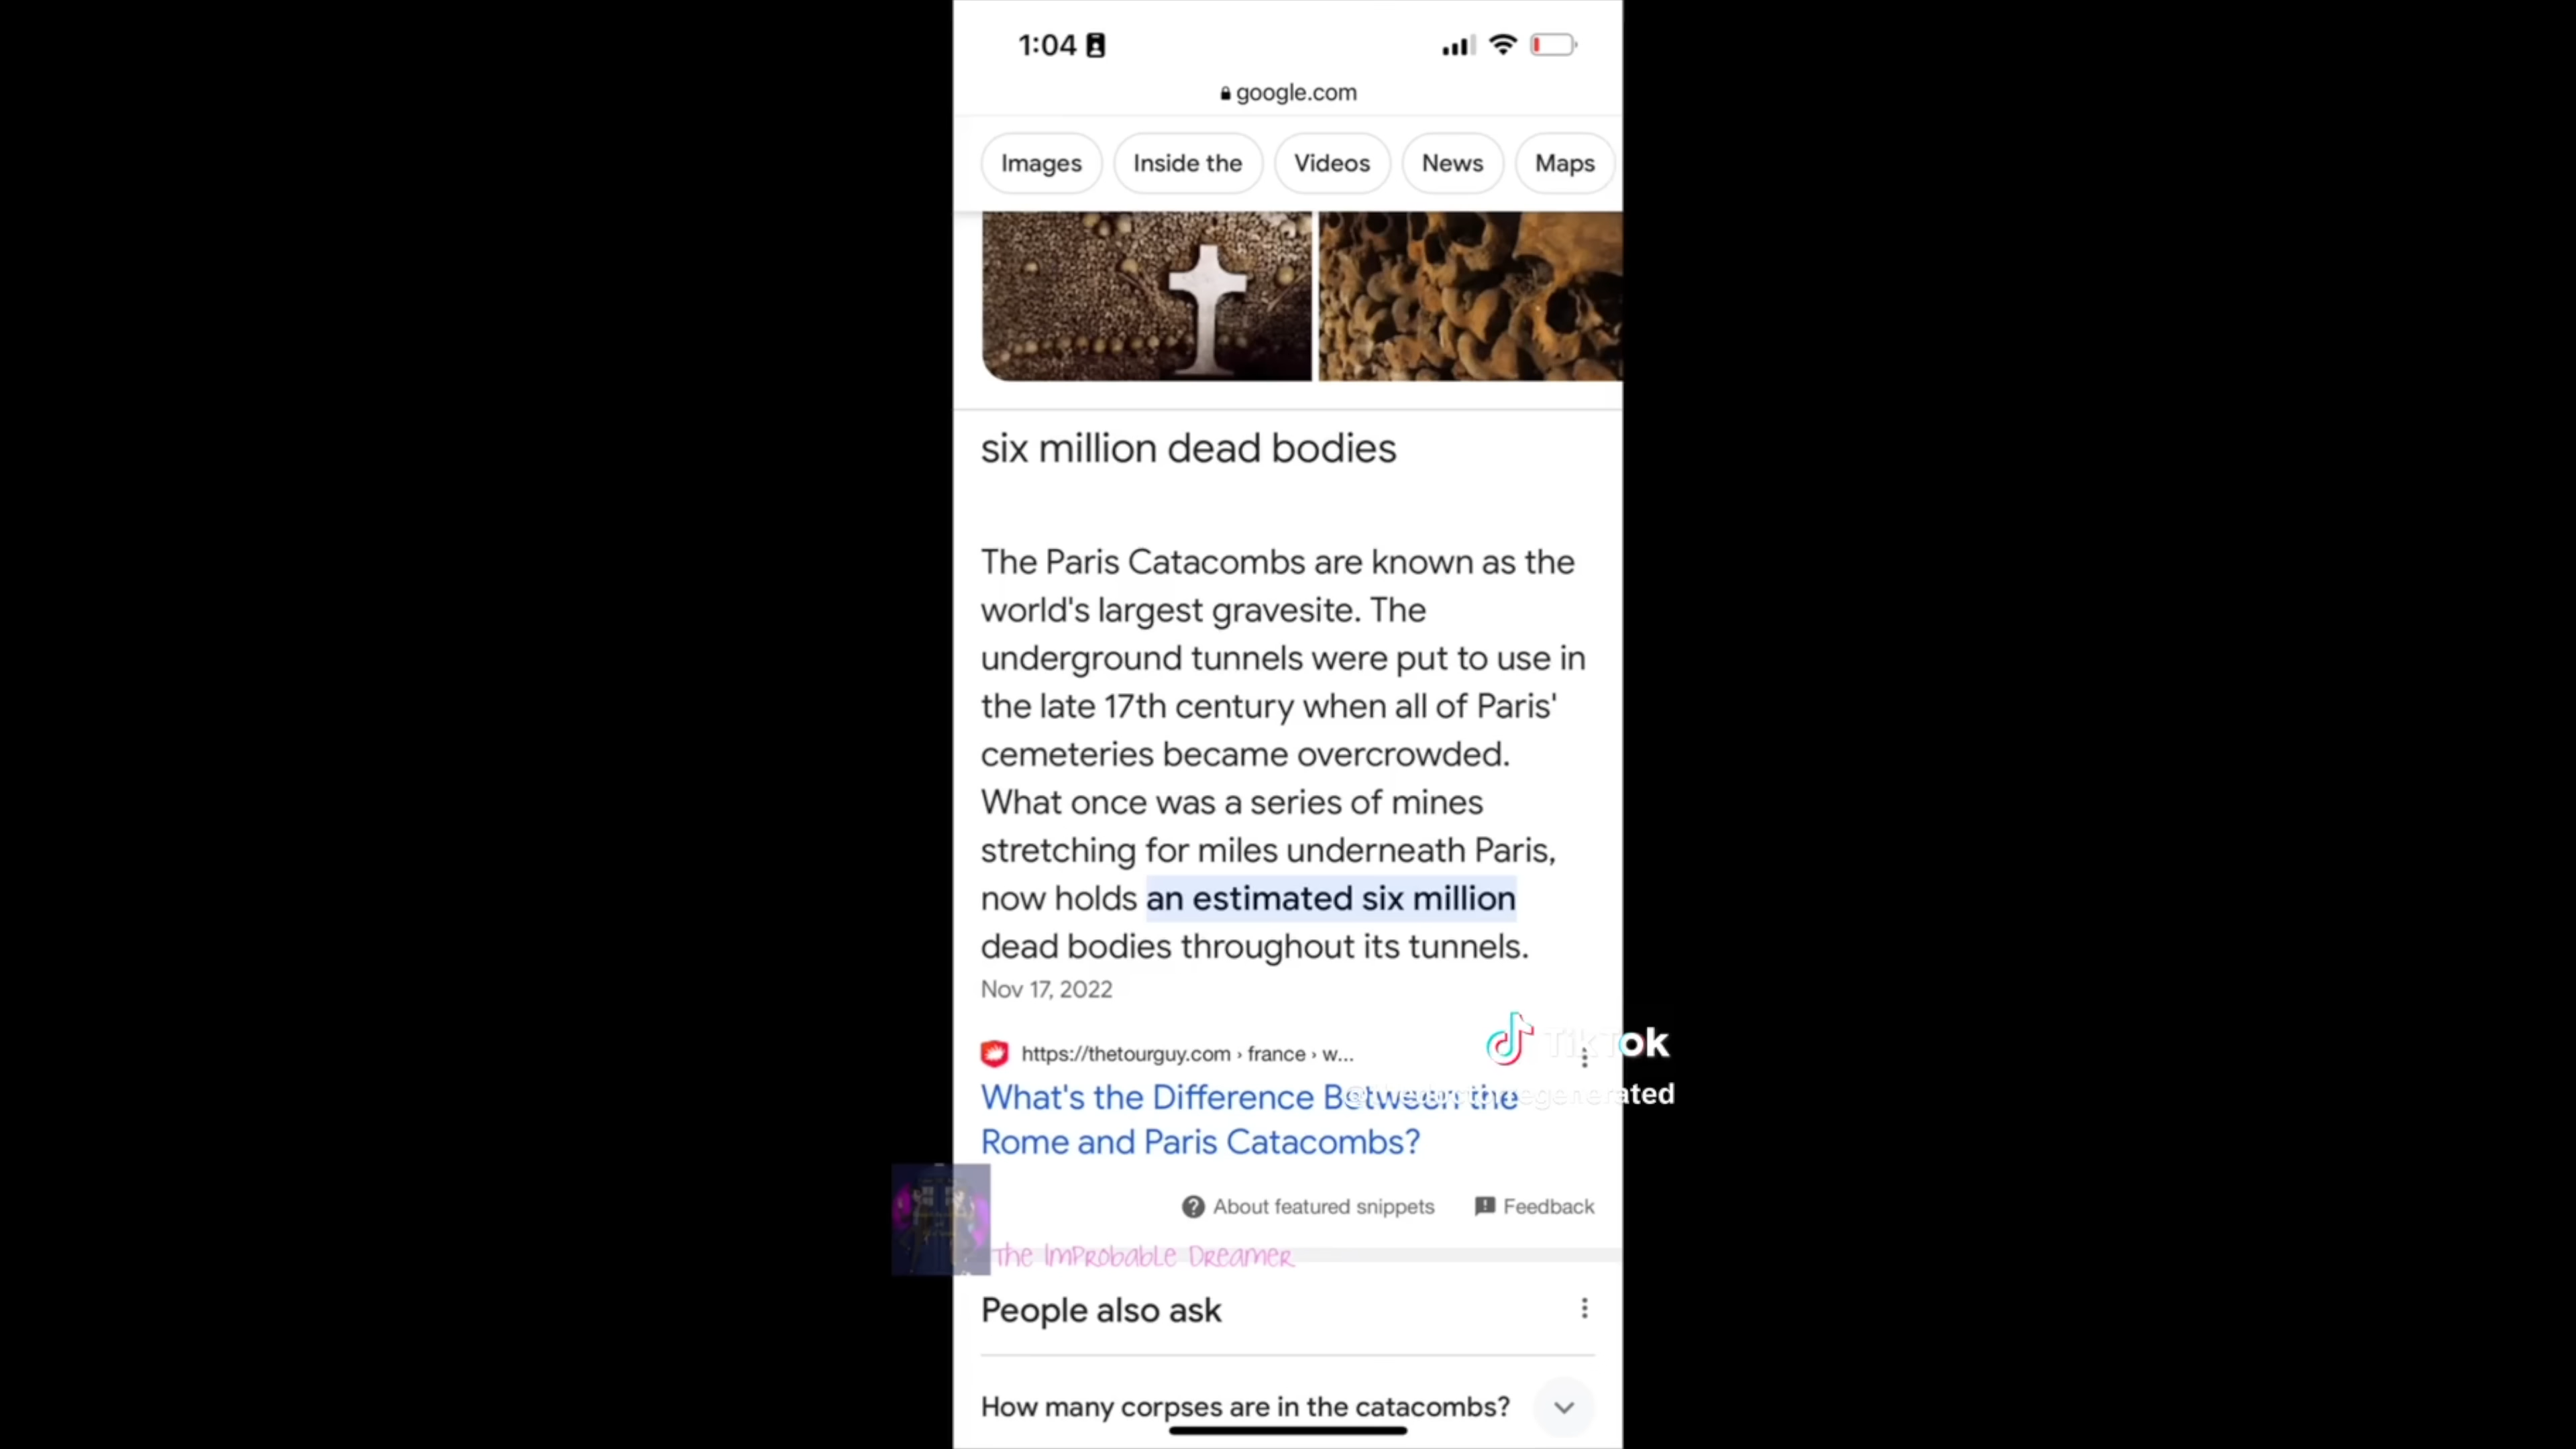 1:04
google.com
Images
Inside the
Videos
News
Maps
six million dead bodies
The Paris Catacombs are known as the
world's largest gravesite. The
underground tunnels were put to use in
the late 17th century when all of Paris'
cemeteries became overcrowded.
What once was a series of mines
stretching for miles underneath Paris,
now holds an estimated six million
dead bodies throughout its tunnels.
Nov 17, 2022
https://thetourguy.com › france › w...
TikTok
What's the Difference Between the
Rome and Paris Catacombs?
About featured snippets
Feedback
The Improbable Dreamer
People also ask
How many corpses are in the catacombs?